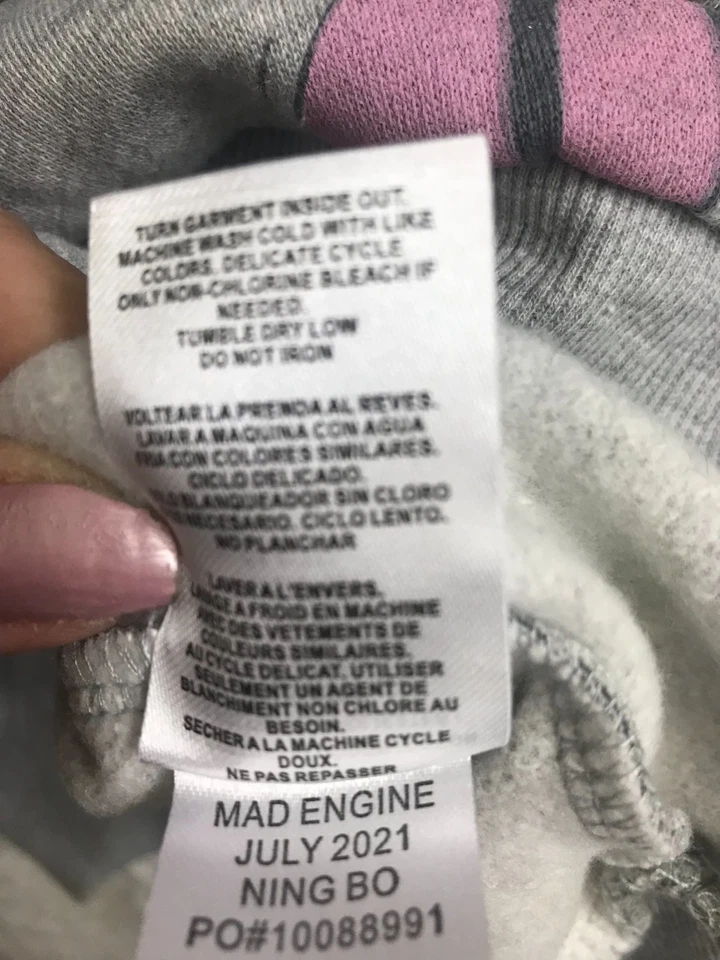 TURN GARMENT INSIDE OUT.
MACHINE WASH COLD WITH LIKE
COLORS, DELICATE CYCLE
ONLY NON-CHLORINE BLEACH IF
NEEDED.
TUMBLE DRY LOW
DO NOT IRON
VOLTEAR LA PRENDA AL REVES.
LAVAR A MAQUINA CON AGUA
CON COLORES SIMILARES.
CICLO DELICADO.
BLANQUEADOR SIN CLORO
NECESARIO. CICLO LENTO.
NO PLANCHAR
LAVER A L'ENVERS.
A FROID EN MACHINE
DES VETEMENTS DE
COULEURS SIMILAIRES.
AU CYCLE DELICAT. UTILISER
SEULEMENT UN AGENT DE
BLANCHIMENT NON CHLORE AU
BESOIN.
SECHER A LA MACHINE CYCLE
DOUX.
NE PAS REPASSER
MAD ENGINE
JULY 2021
NING BO
PO#10088991